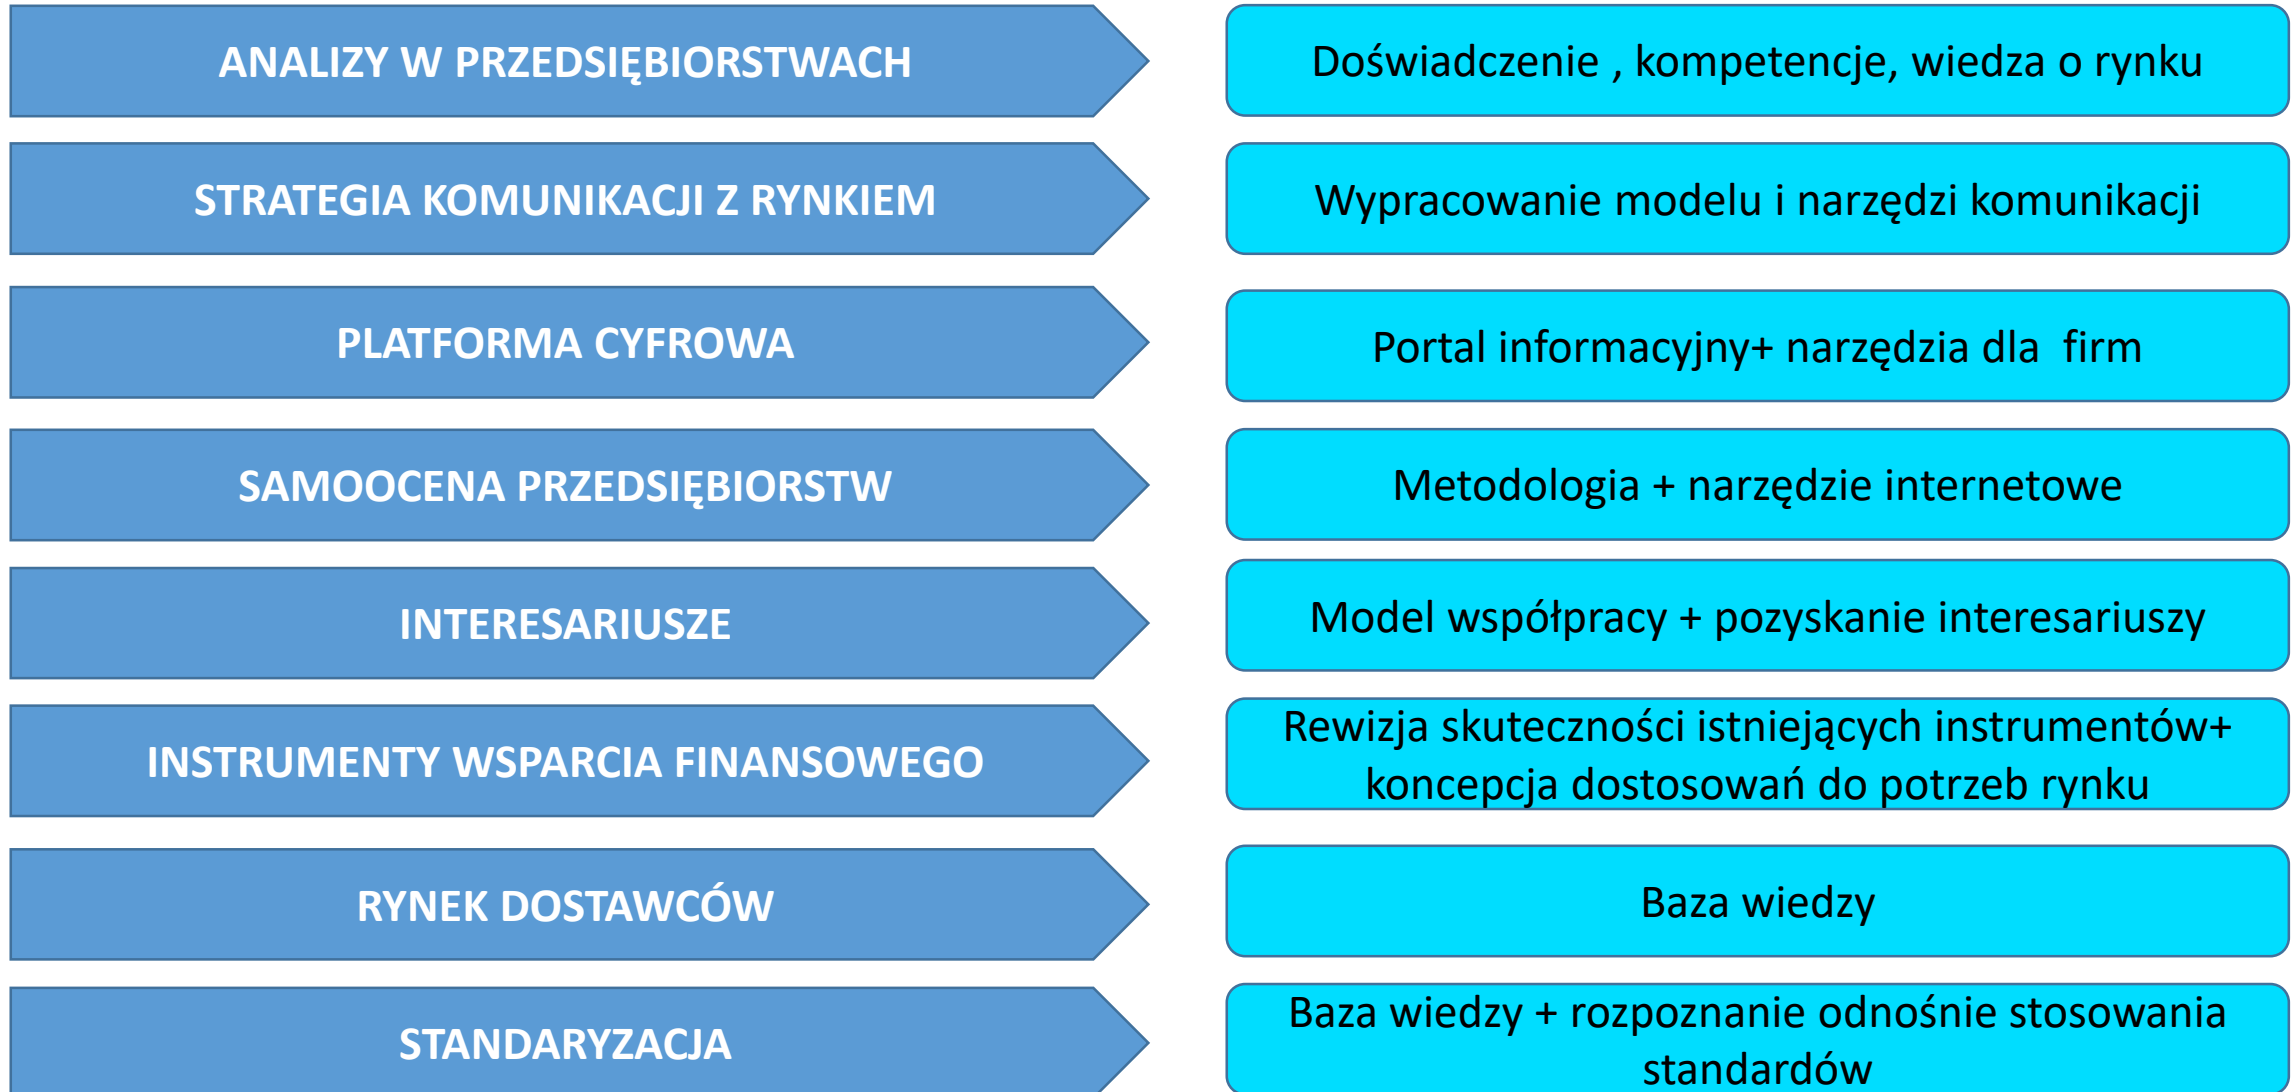 ANALIZY W PRZEDSIĘBIORSTWACH
Doświadczenie , kompetencje, wiedza o rynku
STRATEGIA KOMUNIKACJI Z RYNKIEM
Wypracowanie modelu i narzędzi komunikacji
PLATFORMA CYFROWA
Portal informacyjny+ narzędzia dla  firm
SAMOOCENA PRZEDSIĘBIORSTW
Metodologia + narzędzie internetowe
INTERESARIUSZE
Model współpracy + pozyskanie interesariuszy
INSTRUMENTY WSPARCIA FINANSOWEGO
Rewizja skuteczności istniejących instrumentów+
koncepcja dostosowań do potrzeb rynku
RYNEK DOSTAWCÓW
Baza wiedzy
STANDARYZACJA
Baza wiedzy + rozpoznanie odnośnie stosowania
standardów